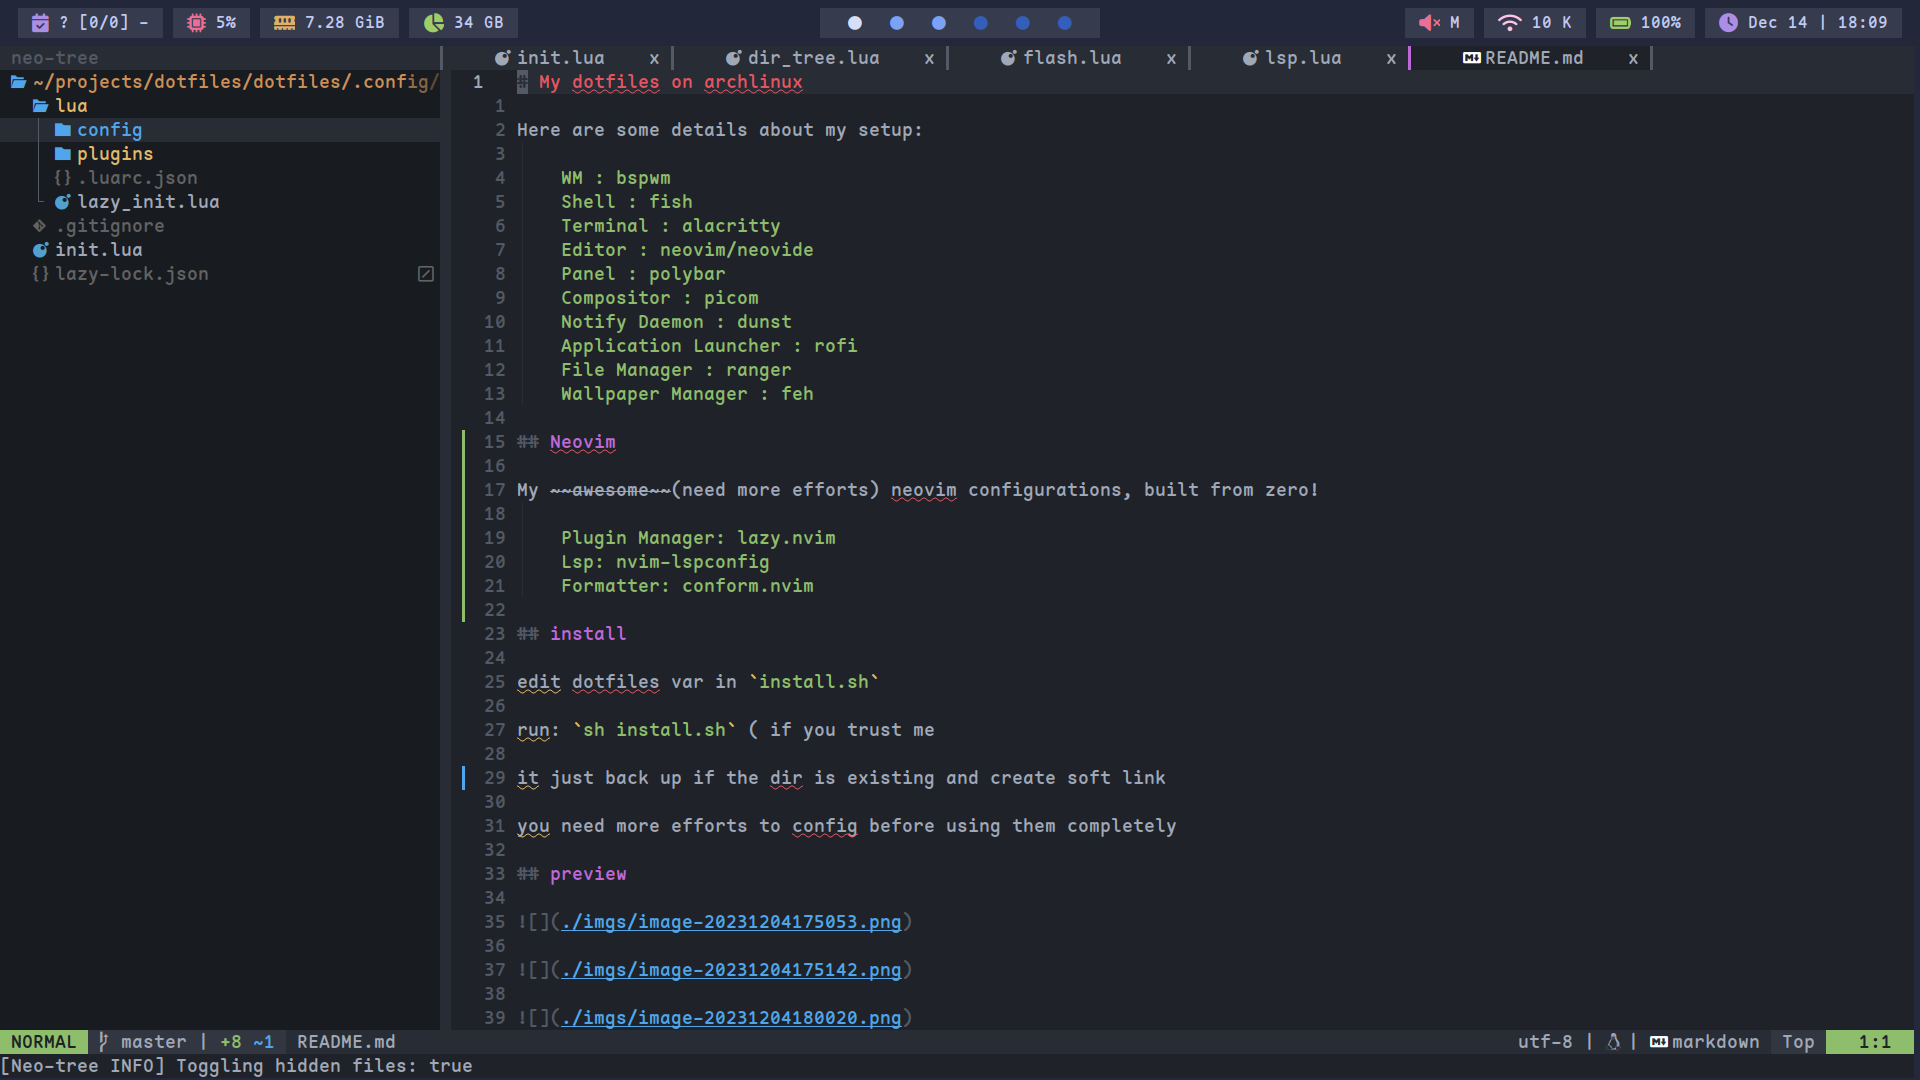 ? [0/0] - 5% 7.28 GiB 34 GB M 10 K 100% Dec 14 | 18:09
neo-tree init.lua x dir_tree.lua x flash.lua x lsp.lua x README.md x
~/projects/dotfiles/dotfiles/.config/
lua
config
plugins
{} .luarc.json
lazy_init.lua
.gitignore
init.lua
{} lazy-lock.json
1 # My dotfiles on archlinux
1
2 Here are some details about my setup:
3
4 WM : bspwm
5 Shell : fish
6 Terminal : alacritty
7 Editor : neovim/neovide
8 Panel : polybar
9 Compositor : picom
10 Notify Daemon : dunst
11 Application Launcher : rofi
12 File Manager : ranger
13 Wallpaper Manager : feh
14
15 ## Neovim
16
17 My ~~awesome~~(need more efforts) neovim configurations, built from zero!
18
19 Plugin Manager: lazy.nvim
20 Lsp: nvim-lspconfig
21 Formatter: conform.nvim
22
23 ## install
24
25 edit dotfiles var in `install.sh`
26
27 run: `sh install.sh` ( if you trust me
28
29 it just back up if the dir is existing and create soft link
30
31 you need more efforts to config before using them completely
32
33 ## preview
34
35 ![](./imgs/image-20231204175053.png)
36
37 ![](./imgs/image-20231204175142.png)
38
39 ![](./imgs/image-20231204180020.png)
NORMAL master | +8 ~1 README.md utf-8 | | markdown Top 1:1
[Neo-tree INFO] Toggling hidden files: true